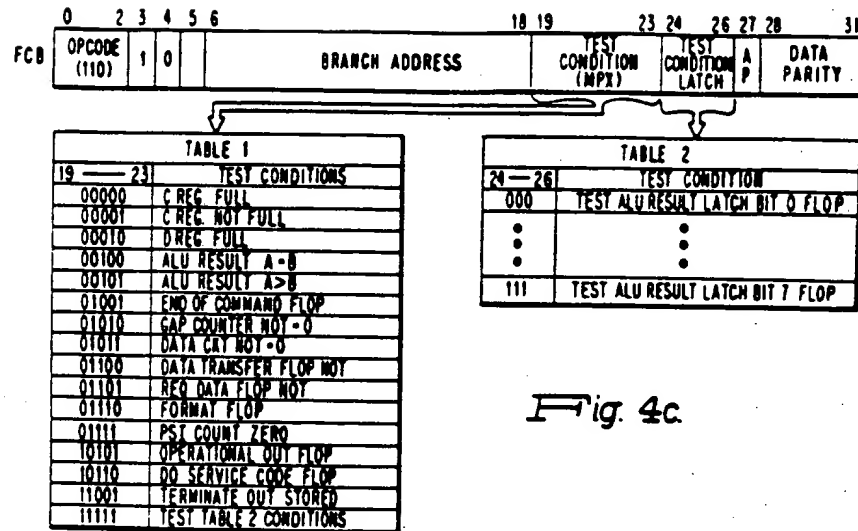 0 2 3 4 5 6 18 19 23 24 26 27 28 31
FCB OPCODE (110) 1 0 BRANCH ADDRESS TEST CONDITION (MPX) TEST CONDITION LATCH AP DATA PARITY
TABLE 1
19 — 23 TEST CONDITIONS
00000 C REG FULL
00001 C REG NOT FULL
00010 D REG FULL
00100 ALU RESULT A=B
00101 ALU RESULT A>B
01001 END OF COMMAND FLOP
01010 GAP COUNTER NOT=0
01011 DATA CNT NOT=0
01100 DATA TRANSFER FLOP NOT
01101 REQ DATA FLOP NOT
01110 FORMAT FLOP
01111 PSI COUNT ZERO
10101 OPERATIONAL OUT FLOP
10110 DO SERVICE CODE FLOP
11001 TERMINATE OUT STORED
11111 TEST TABLE 2 CONDITIONS
TABLE 2
24 — 26 TEST CONDITION
000 TEST ALU RESULT LATCH BIT 0 FLOP
111 TEST ALU RESULT LATCH BIT 7 FLOP
Fig. 4c.